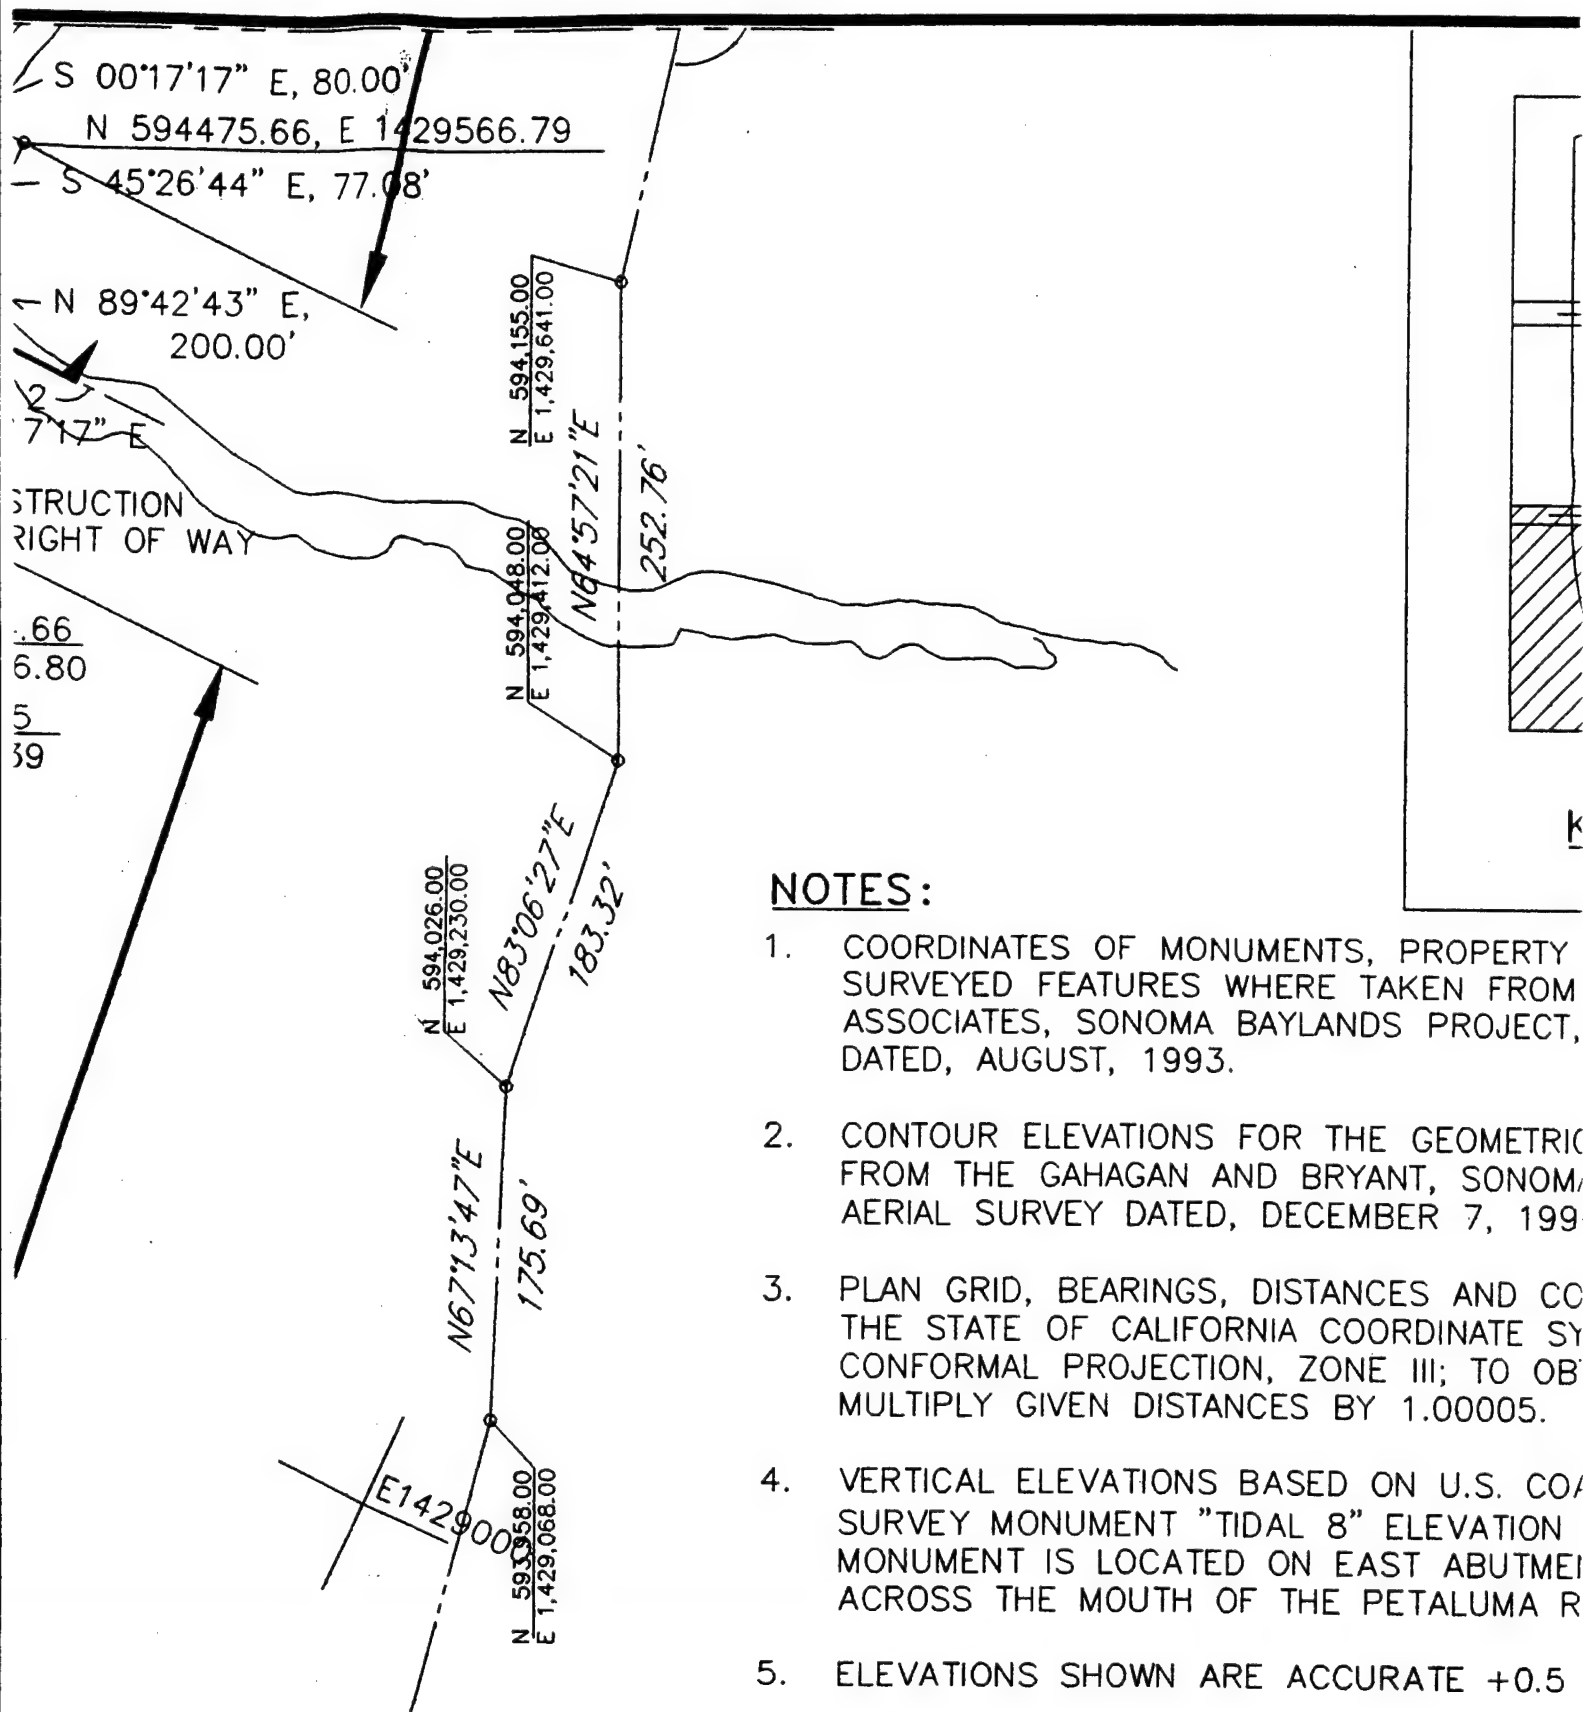 S 00°17'17" E, 80.00'
N 594475.66, E 1429566.79
S 45°26'44" E, 77.08'
N 89°42'43" E,
200.00'
2
7'17" E
STRUCTION
RIGHT OF WAY
.66
6.80
5
39
N 594,155.00
E 1,429,641.00
N64°57'21"E
252.76'
N 594,048.00
E 1,429,412.00
N83°06'27"E
183.32'
N 594,026.00
E 1,429,230.00
N67°13'47"E
175.69'
E1429000
N 593,958.00
E 1,429,068.00
K
NOTES:
1. COORDINATES OF MONUMENTS, PROPERTY
SURVEYED FEATURES WHERE TAKEN FROM
ASSOCIATES, SONOMA BAYLANDS PROJECT,
DATED, AUGUST, 1993.
2. CONTOUR ELEVATIONS FOR THE GEOMETRIC
FROM THE GAHAGAN AND BRYANT, SONOMA
AERIAL SURVEY DATED, DECEMBER 7, 199
3. PLAN GRID, BEARINGS, DISTANCES AND CO
THE STATE OF CALIFORNIA COORDINATE SY
CONFORMAL PROJECTION, ZONE III; TO OB
MULTIPLY GIVEN DISTANCES BY 1.00005.
4. VERTICAL ELEVATIONS BASED ON U.S. COA
SURVEY MONUMENT "TIDAL 8" ELEVATION
MONUMENT IS LOCATED ON EAST ABUTME
ACROSS THE MOUTH OF THE PETALUMA R
5. ELEVATIONS SHOWN ARE ACCURATE +0.5